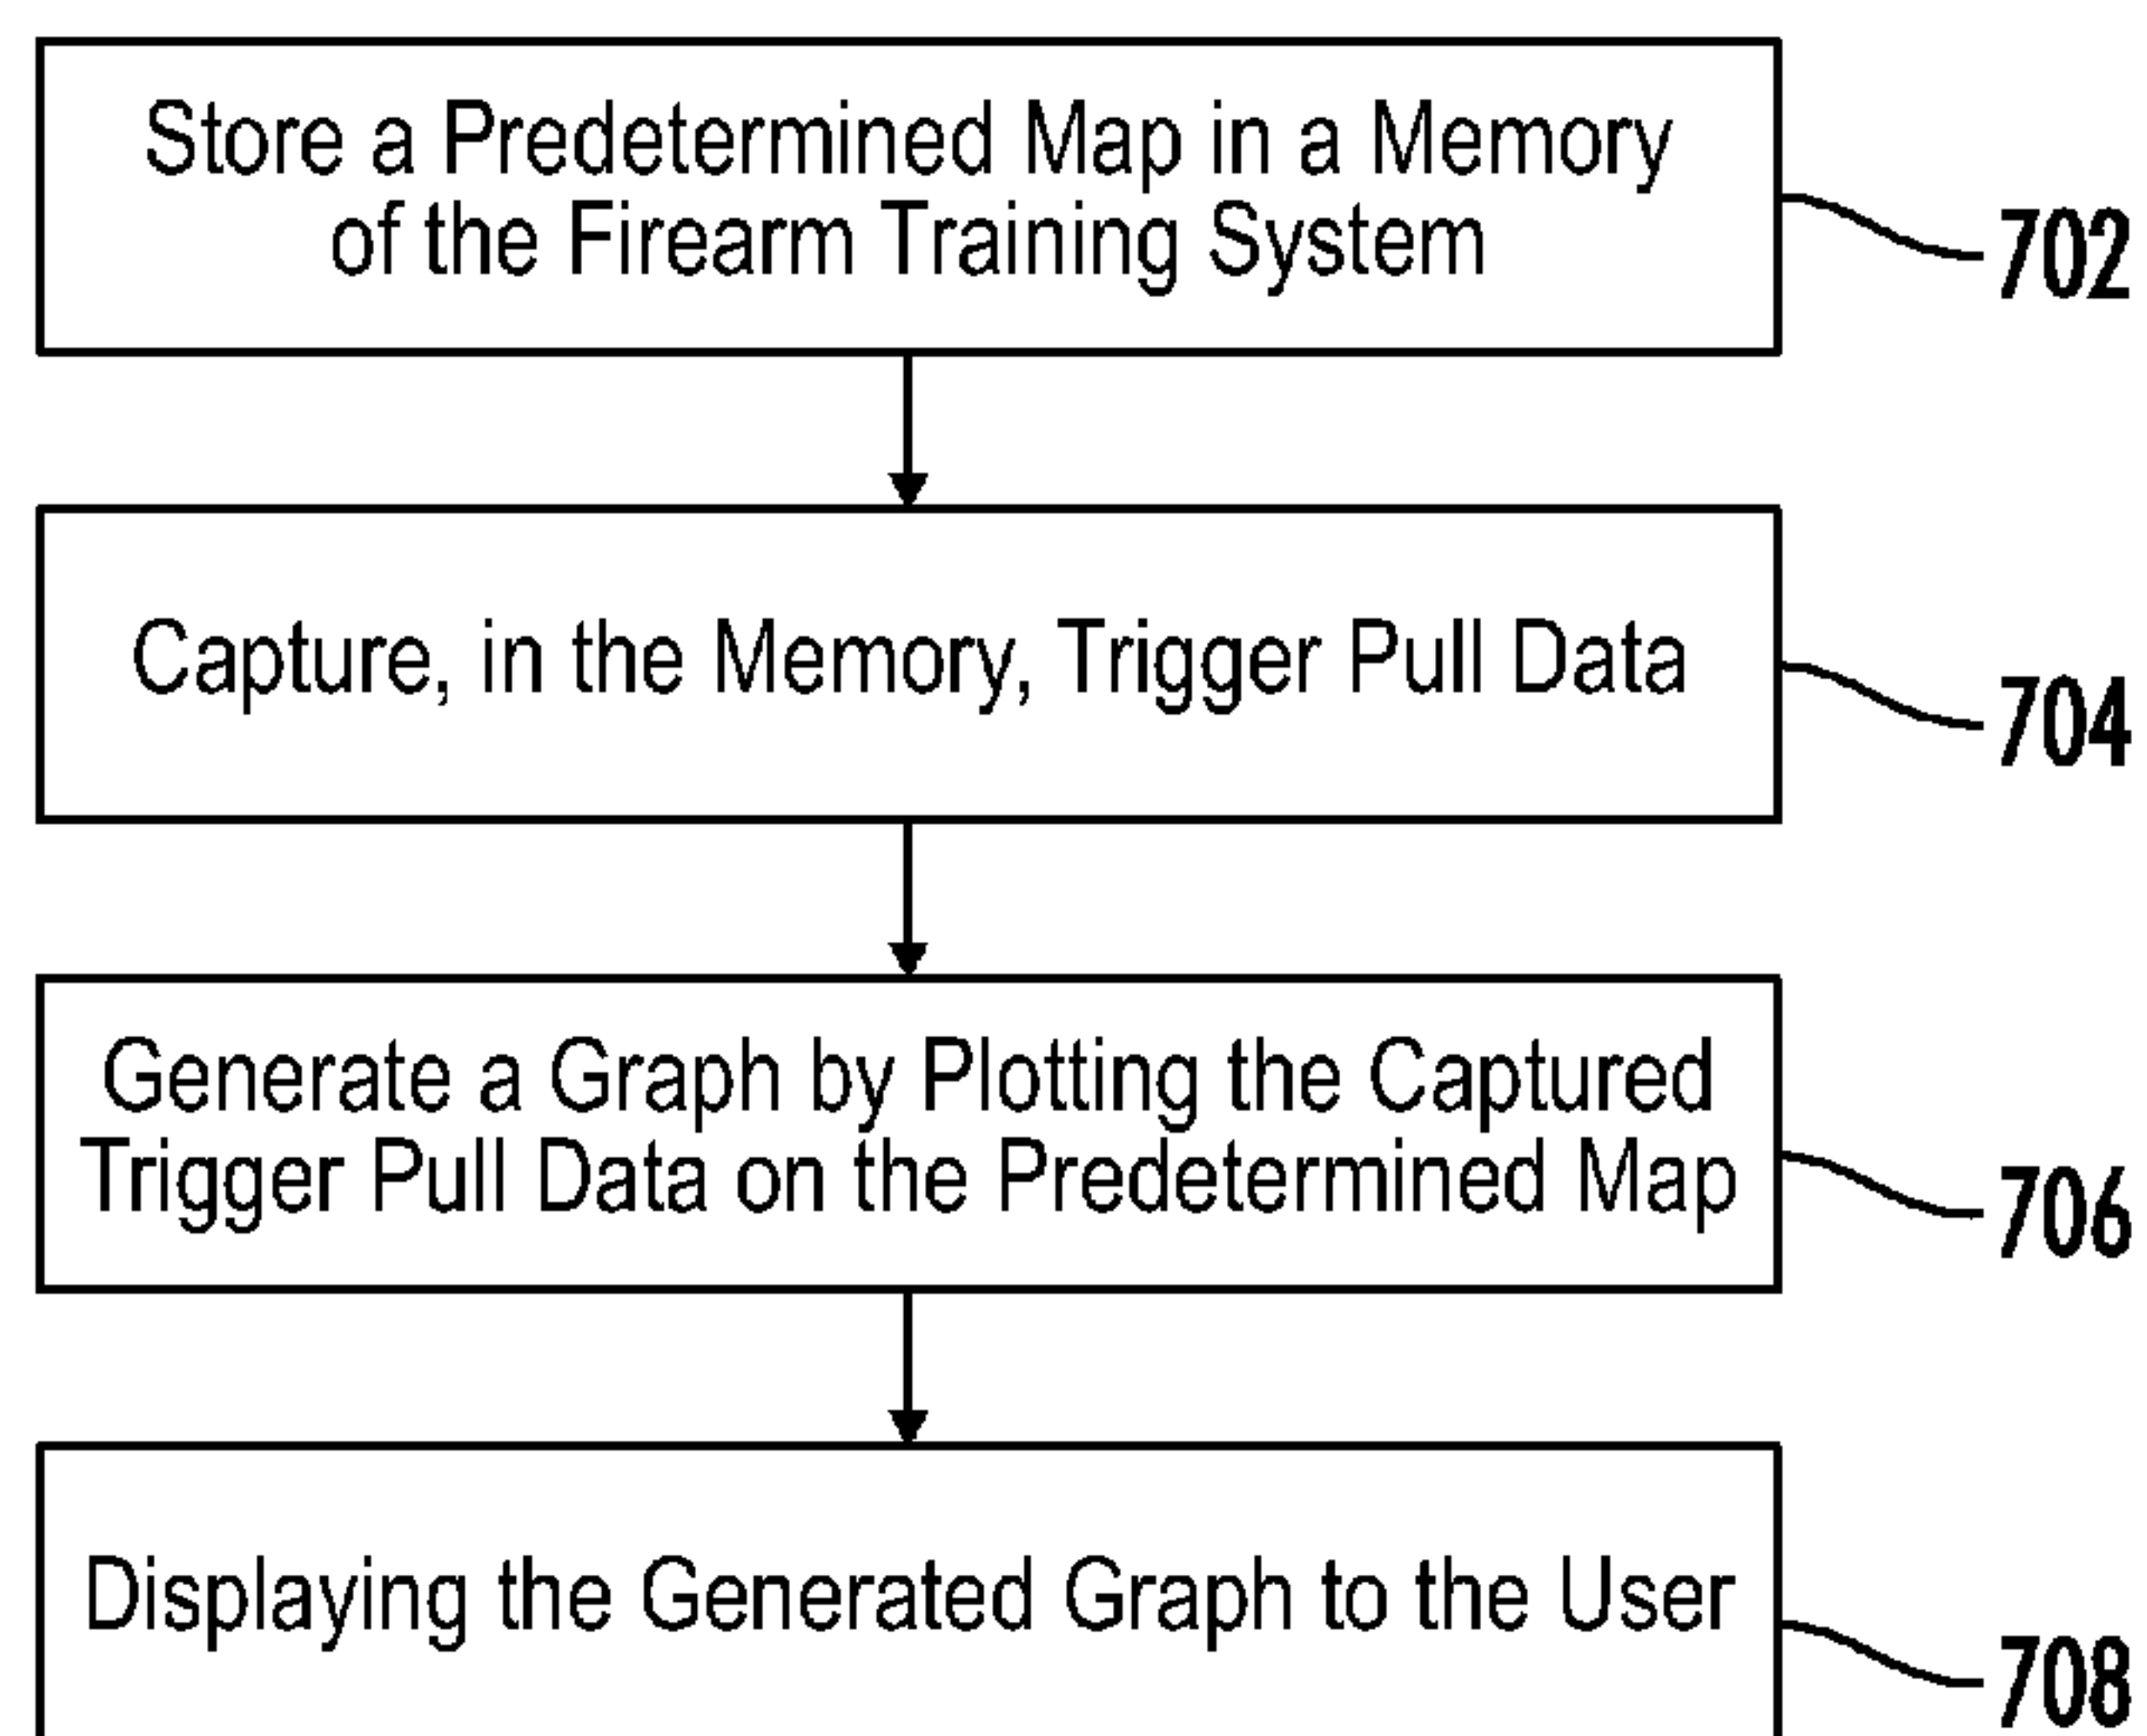 Store a Predetermined Map in a Memory
of the Firearm Training System
702
Capture, in the Memory, Trigger Pull Data
704
Generate a Graph by Plotting the Captured
Trigger Pull Data on the Predetermined Map
706
Displaying the Generated Graph to the User
708